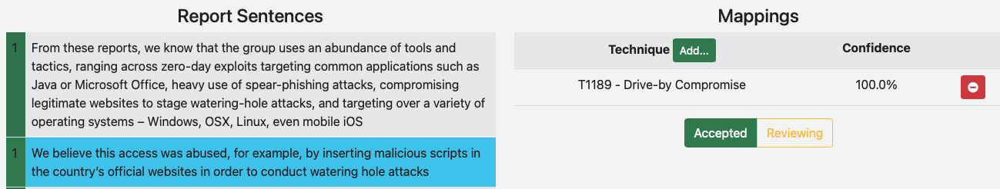 Report Sentences
1 From these reports, we know that the group uses an abundance of tools and
tactics, ranging across zero-day exploits targeting common applications such as
Java or Microsoft Office, heavy use of spear-phishing attacks, compromising
legitimate websites to stage watering-hole attacks, and targeting over a variety of
operating systems – Windows, OSX, Linux, even mobile iOS
1 We believe this access was abused, for example, by inserting malicious scripts in
the country’s official websites in order to conduct watering hole attacks
Mappings
Technique Add... Confidence
T1189 - Drive-by Compromise 100.0%
Accepted Reviewing